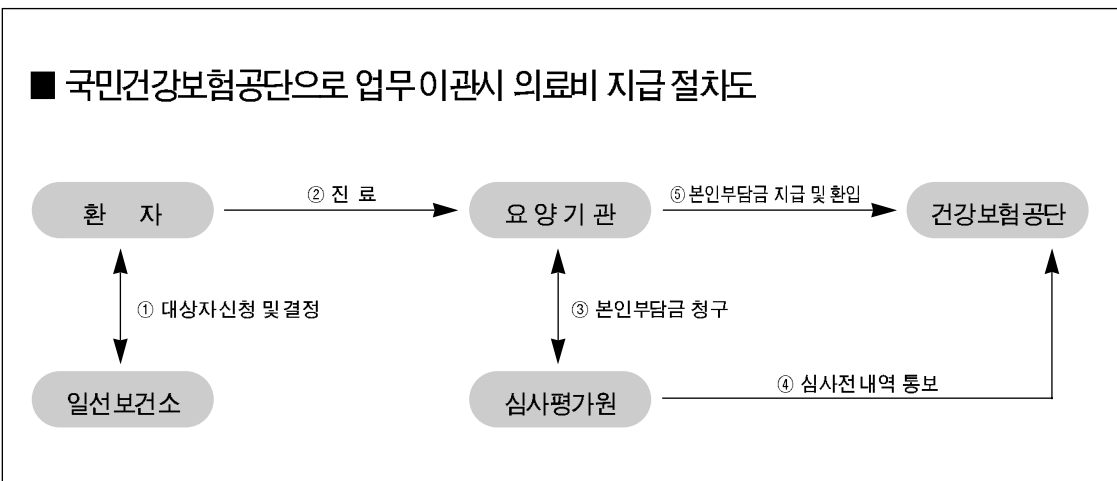 ■ 국민건강보험공단으로 업무 이관시 의료비 지급 절차도
환 자
② 진 료
요 양 기 관
⑤ 본인부담금 지급 및 환입
건강보험공단
① 대상자신청 및 결정
③ 본인부담금 청구
일선보건소
심사평가원
④ 심사전내역 통보